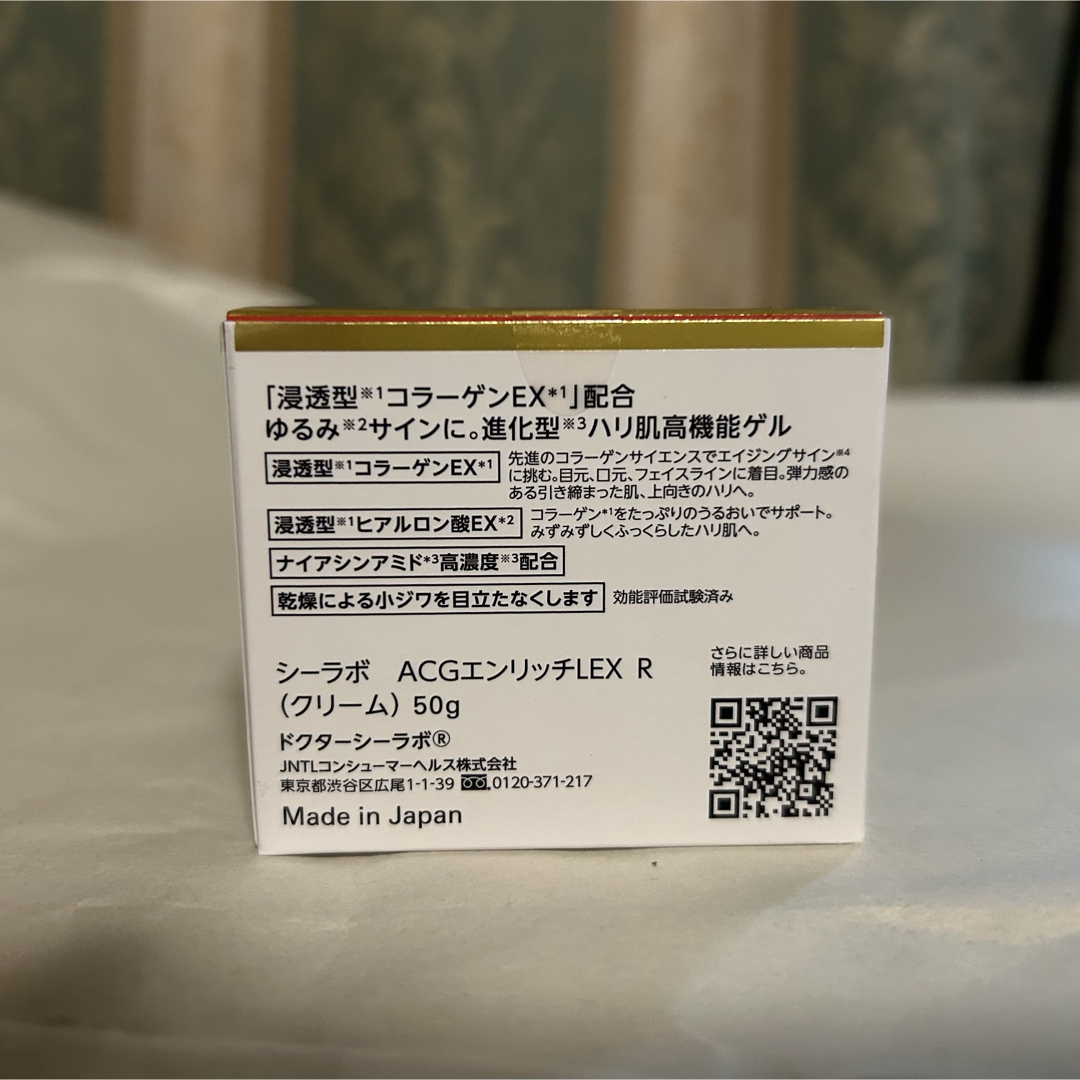 「浸透型※1コラーゲンEX*1」配合
ゆるみ※2サインに。進化型※3ハリ肌高機能ゲル
浸透型※1コラーゲンEX*1
先進のコラーゲンサイエンスでエイジングサイン※4
に挑む。目元、口元、フェイスラインに着目。弾力感の
ある引き締まった肌、上向きのハリへ。
浸透型※1ヒアルロン酸EX*2
コラーゲン*1をたっぷりのうるおいでサポート。
みずみずしくふっくらしたハリ肌へ。
ナイアシンアミド*3高濃度※3配合
乾燥による小ジワを目立たなくします 効能評価試験済み
さらに詳しい商品
情報はこちら。
シーラボ ACGエンリッチLEX R
（クリーム）50g
ドクターシーラボ®
JNTLコンシューマーヘルス株式会社
東京都渋谷区広尾1-1-39 0120-371-217
Made in Japan